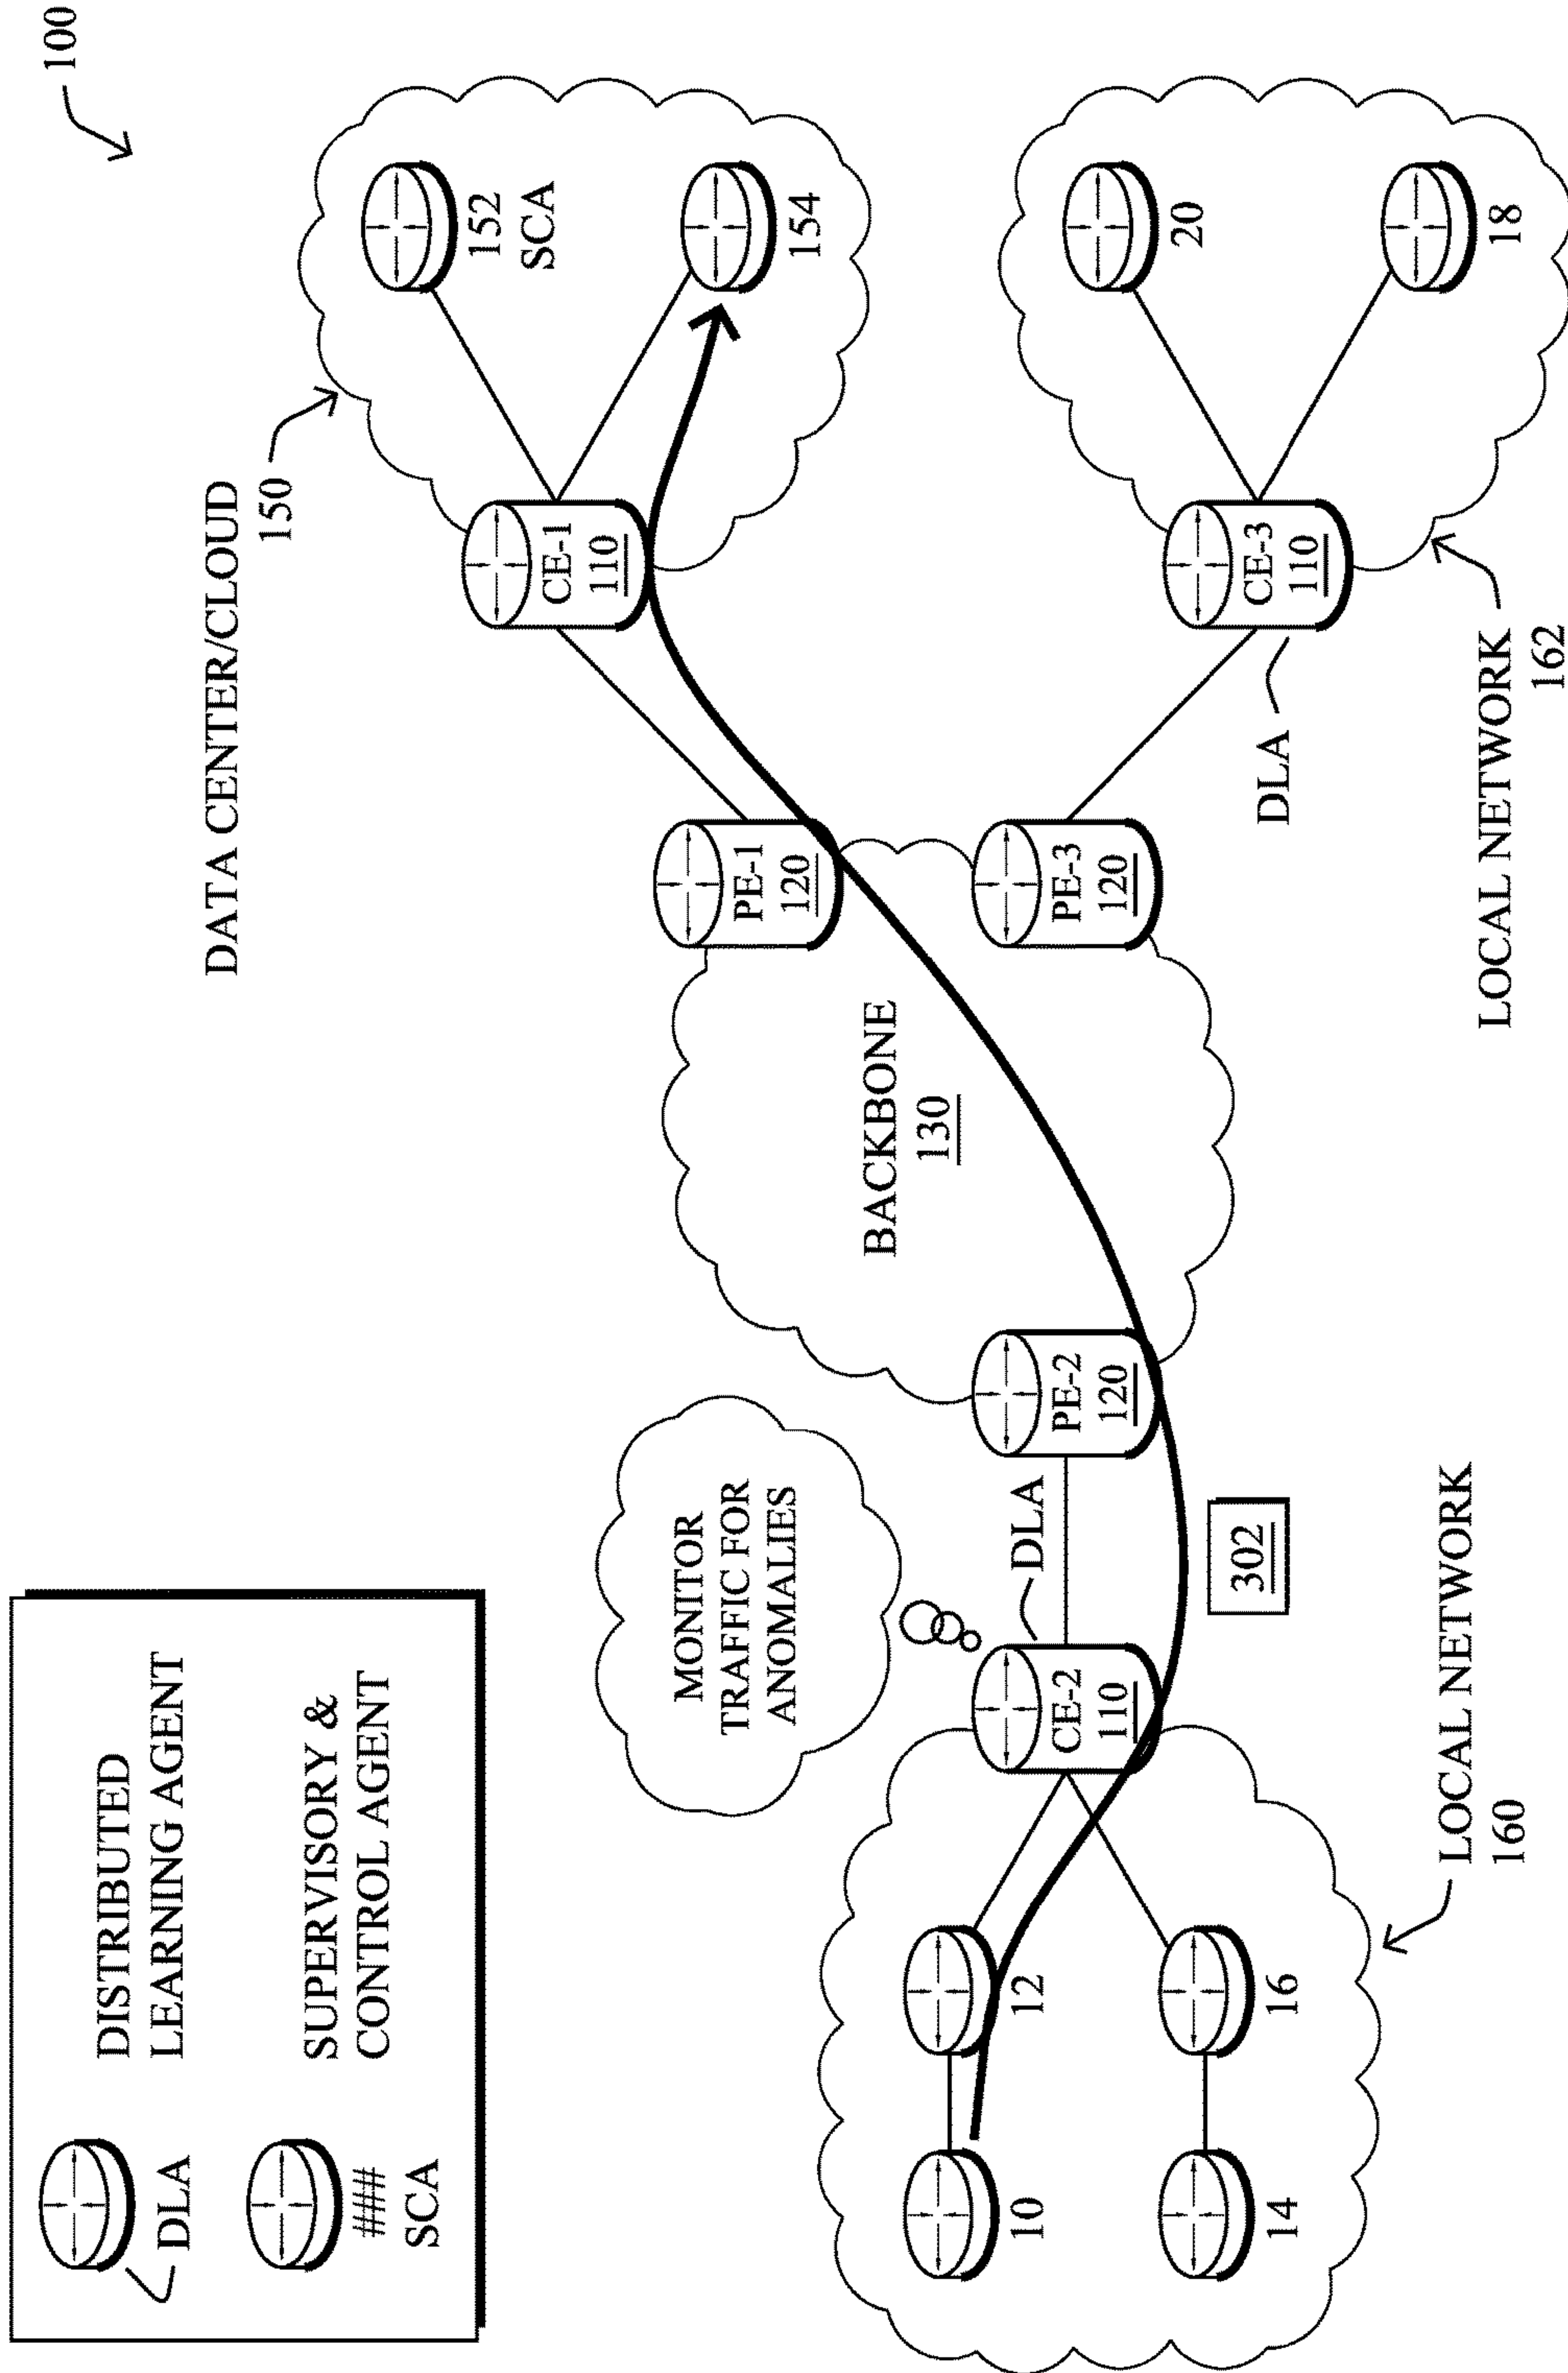 DISTRIBUTED
LEARNING AGENT
DLA
SUPERVISORY &
CONTROL AGENT
###
SCA
100
DATA CENTER/CLOUD
150
152
SCA
154
CE-1
110
PE-1
120
BACKBONE
130
MONITOR
TRAFFIC FOR
ANOMALIES
DLA
PE-2
120
CE-2
110
302
PE-3
120
CE-3
110
DLA
20
18
LOCAL NETWORK
162
10
12
14
16
LOCAL NETWORK
160